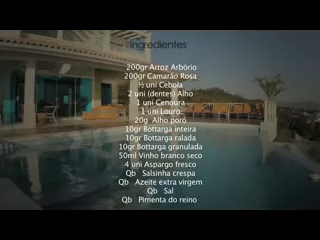 Ingredientes
200gr Arroz Arbório
200gr Camarão Rosa
½ uni Cebola
2 uni (dentes) Alho
1 uni Cenoura
1 uni Louro
20g Alho poró
10gr Bottarga inteira
10gr Bottarga ralada
10gr Bottarga granulada
50ml Vinho branco seco
4 uni Aspargo fresco
Qb Salsinha crespa
Qb Azeite extra virgem
Qb Sal
Qb Pimenta do reino